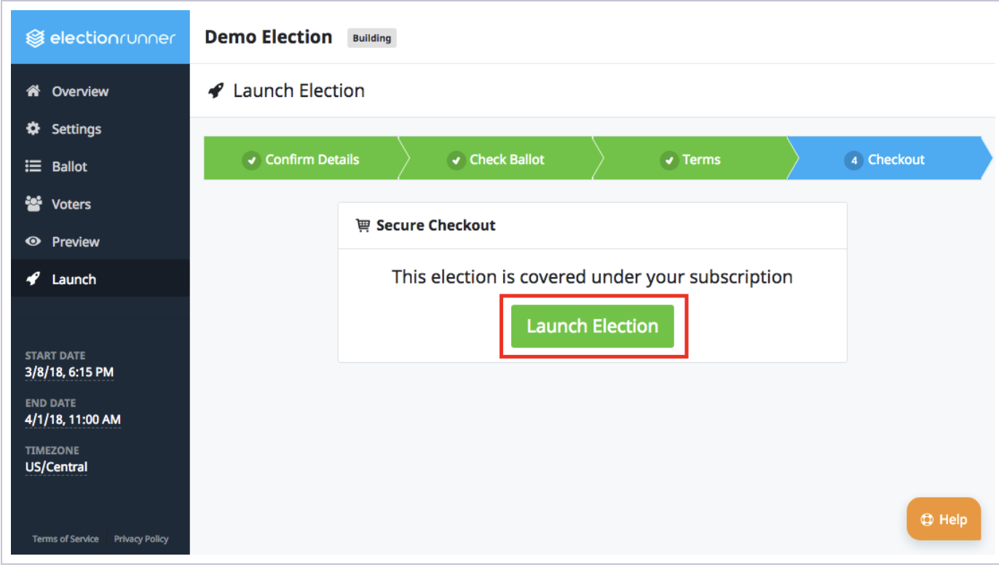 electionrunner
Demo Election Building
Overview
Settings
Ballot
Voters
Preview
Launch
START DATE
3/8/18, 6:15 PM
END DATE
4/1/18, 11:00 AM
TIMEZONE
US/Central
Terms of Service Privacy Policy
Launch Election
Confirm Details Check Ballot Terms 4 Checkout
Secure Checkout
This election is covered under your subscription
Launch Election
Help